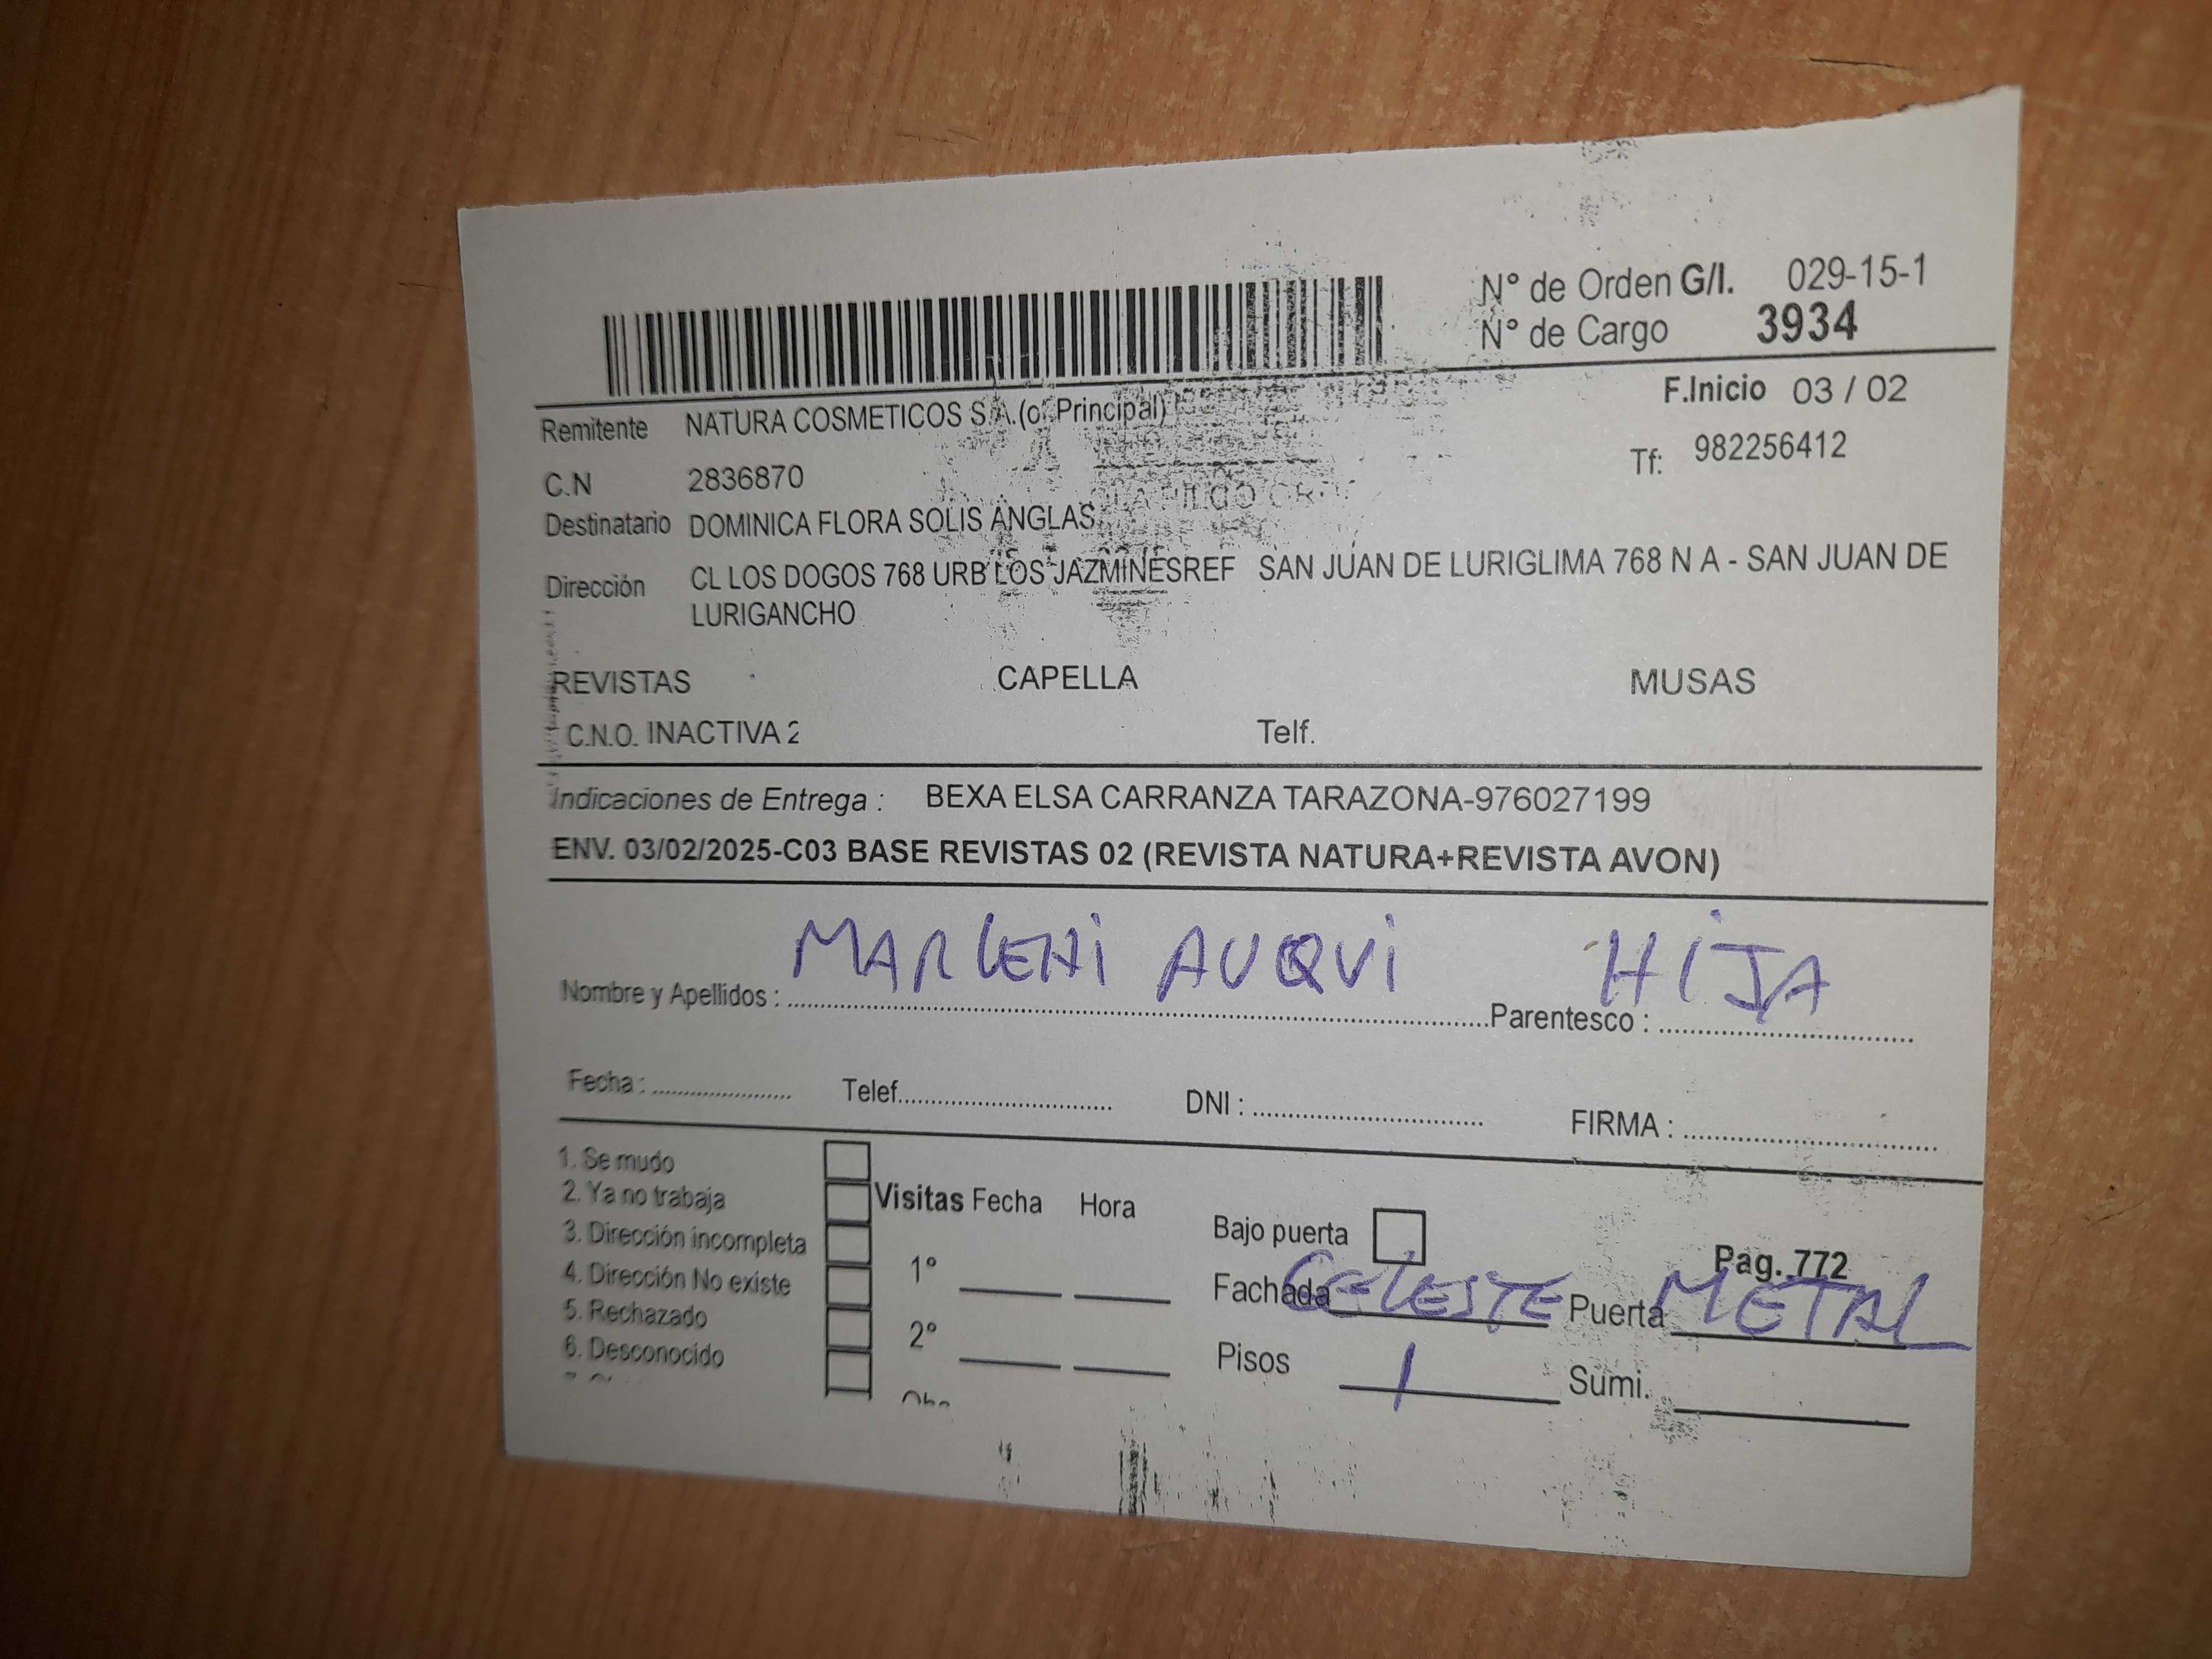 N° de Orden G/I. 029-15-1
N° de Cargo 3934
F.Inicio 03 / 02
Remitente NATURA COSMETICOS S.A.(of Principal)
Tf: 982256412
C.N 2836870
Destinatario DOMINICA FLORA SOLIS ANGLAS
Dirección CL LOS DOGOS 768 URB LOS JAZMINESREF SAN JUAN DE LURIGLIMA 768 N A - SAN JUAN DE
LURIGANCHO
REVISTAS CAPELLA MUSAS
C.N.O. INACTIVA 2 Telf.
Indicaciones de Entrega : BEXA ELSA CARRANZA TARAZONA-976027199
ENV. 03/02/2025-C03 BASE REVISTAS 02 (REVISTA NATURA+REVISTA AVON)
Nombre y Apellidos : MARLENI AUQUI Parentesco : HIJA
Fecha : Telef. DNI : FIRMA :
1. Se mudo
2. Ya no trabaja
3. Dirección incompleta
4. Dirección No existe
5. Rechazado
6. Desconocido
Visitas Fecha Hora
1°
2°
Bajo puerta
Pag. 772
Fachada CELESTE Puerta METAL
Pisos 1 Sumi.